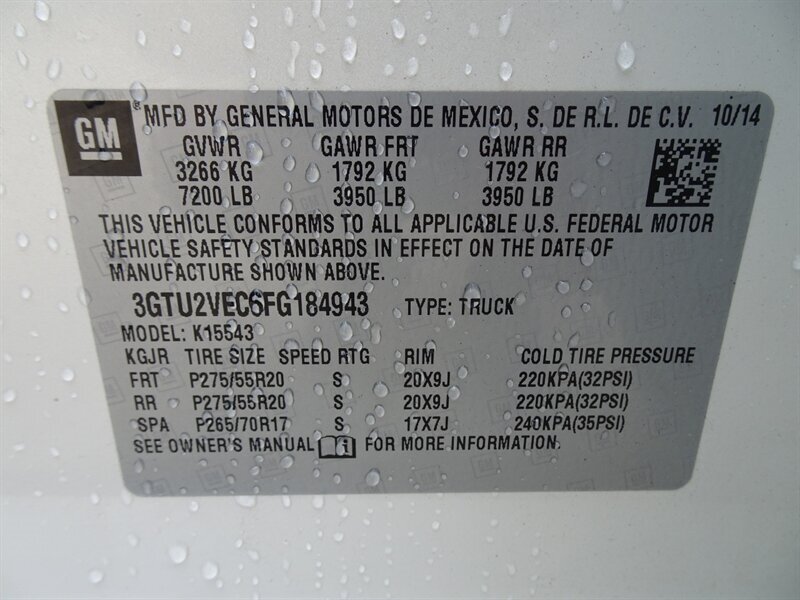 GM ® MFD BY GENERAL MOTORS DE MEXICO, S. DE R.L. DE C.V. 10/14
GVWR GAWR FRT GAWR RR
3266 KG 1792 KG 1792 KG
7200 LB 3950 LB 3950 LB
THIS VEHICLE CONFORMS TO ALL APPLICABLE U.S. FEDERAL MOTOR
VEHICLE SAFETY STANDARDS IN EFFECT ON THE DATE OF
MANUFACTURE SHOWN ABOVE.
3GTU2VEC6FG184943 TYPE: TRUCK
MODEL: K15543
KGJR TIRE SIZE SPEED RTG RIM COLD TIRE PRESSURE
FRT P275/55R20 S 20X9J 220KPA(32PSI)
RR P275/55R20 S 20X9J 220KPA(32PSI)
SPA P265/70R17 S 17X7J 240KPA(35PSI)
SEE OWNER'S MANUAL FOR MORE INFORMATION.